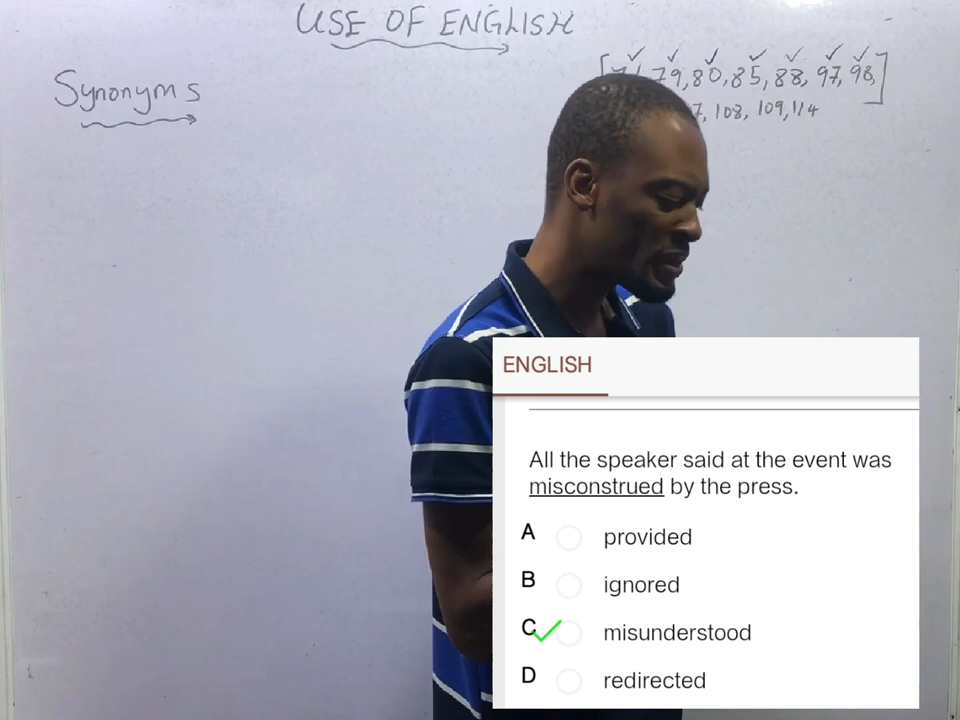 USE OF ENGLISH
Synonyms
79, 80, 85, 88, 97, 98,]
108, 109, 114
ENGLISH
All the speaker said at the event was
misconstrued by the press.
A provided
B ignored
C misunderstood
D redirected